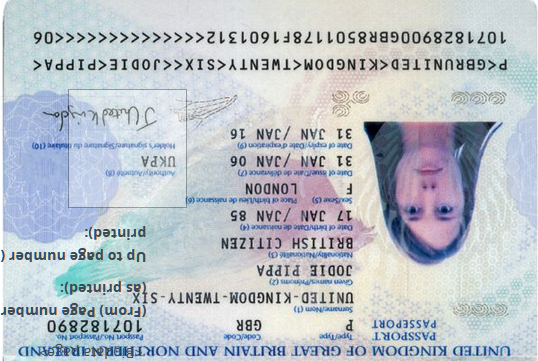 UNITED KINGDOM OF GREAT BRITAIN AND NORTHERN IRELAND
PASSPORT
PASSEPORT
Type/Type
Code/Code
Passport No./Passeport No.
P
GBR
107182890
Surname/Nom (1)
UNITED-KINGDOM-TWENTY-SIX
Given names/Prénoms (2)
JODIE PIPPA
Nationality/Nationalité (3)
BRITISH CITIZEN
Date of birth/Date de naissance (4)
17 JAN / JAN 85
Sex/Sexe (5)
Place of birth/Lieu de naissance (6)
F
LONDON
Date of issue/Date de délivrance (7)
Authority/Autorité (8)
31 JAN / JAN 06
UKPA
Date of expiry/Date d'expiration (9)
Holder's signature/Signature du titulaire (10)
31 JAN / JAN 16
J United Kingdom
(From) Page number
(as printed):
Up to page number (
printed):
P<GBRUNITED<KINGDOM<TWENTY<SIX<<JODIE<PIPPA<
1071828900GBR8501178F1601312<<<<<<<<<<<<<<06